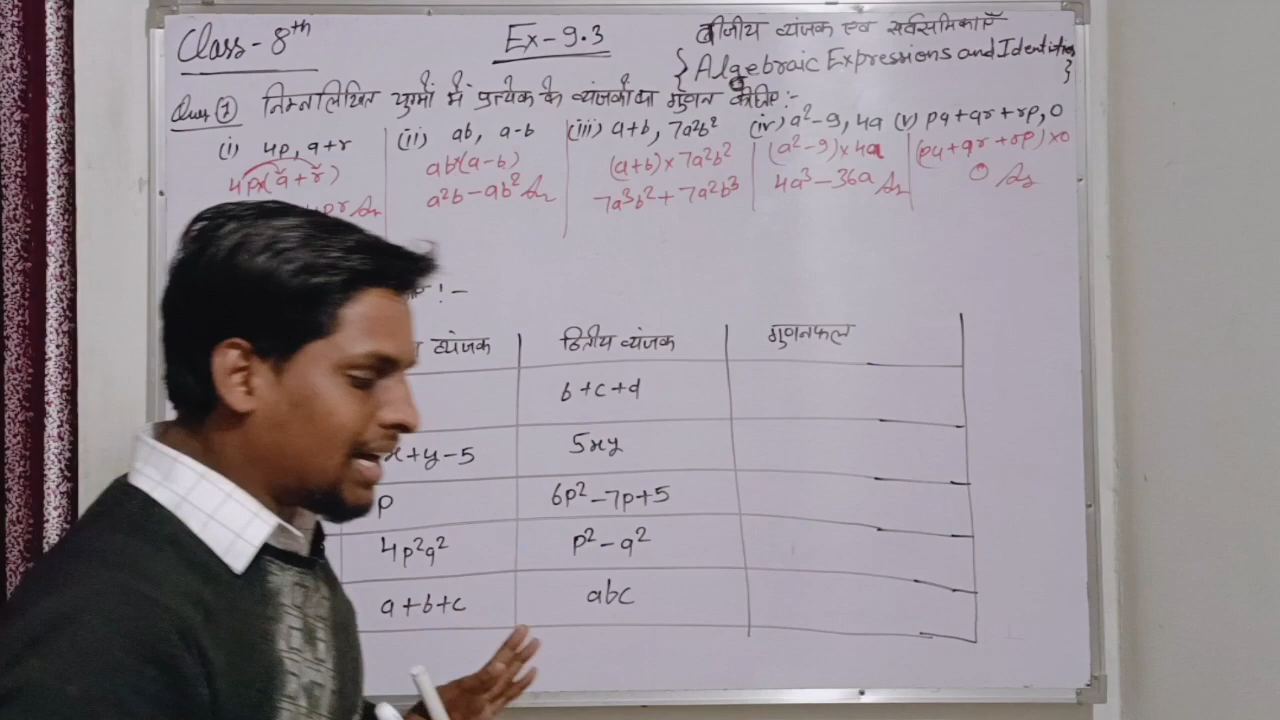 Class - 8th
Ex - 9.3
बीजीय व्यंजक एवं सर्वसमिकाएँ
{ Algebraic Expressions and Identities }
Ques ① निम्नलिखित युग्मों में प्रत्येक के व्यंजकों का गुणन कीजिए :-
(i) 4p, q+r (ii) ab, a-b (iii) a+b, 7a²b² (iv) a²-9, 4a (v) pq+qr+rp, 0
4p×(q+r) ab×(a-b) (a+b)×7a²b² (a²-9)×4a (pq+qr+rp)×0
4pr Ans a²b-ab² Ans 7a³b²+7a²b³ 4a³-36a Ans 0 Ans
व्यंजक द्वितीय व्यंजक गुणनफल
b+c+d
x+y-5 5xy
p 6p²-7p+5
4p²q² p²-q²
a+b+c abc